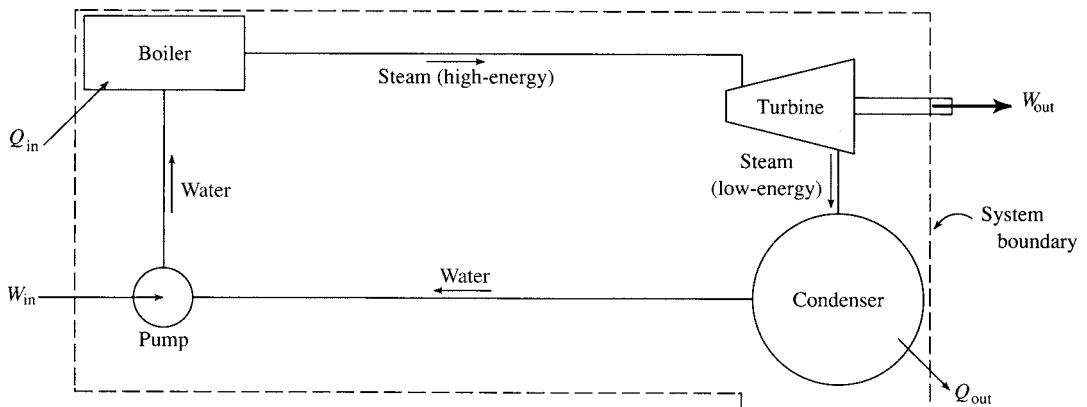 Boiler
Steam (high-energy)
Turbine
W_out
Q_in
Water
Steam
(low-energy)
System
boundary
W_in
Water
Condenser
Pump
Q_out